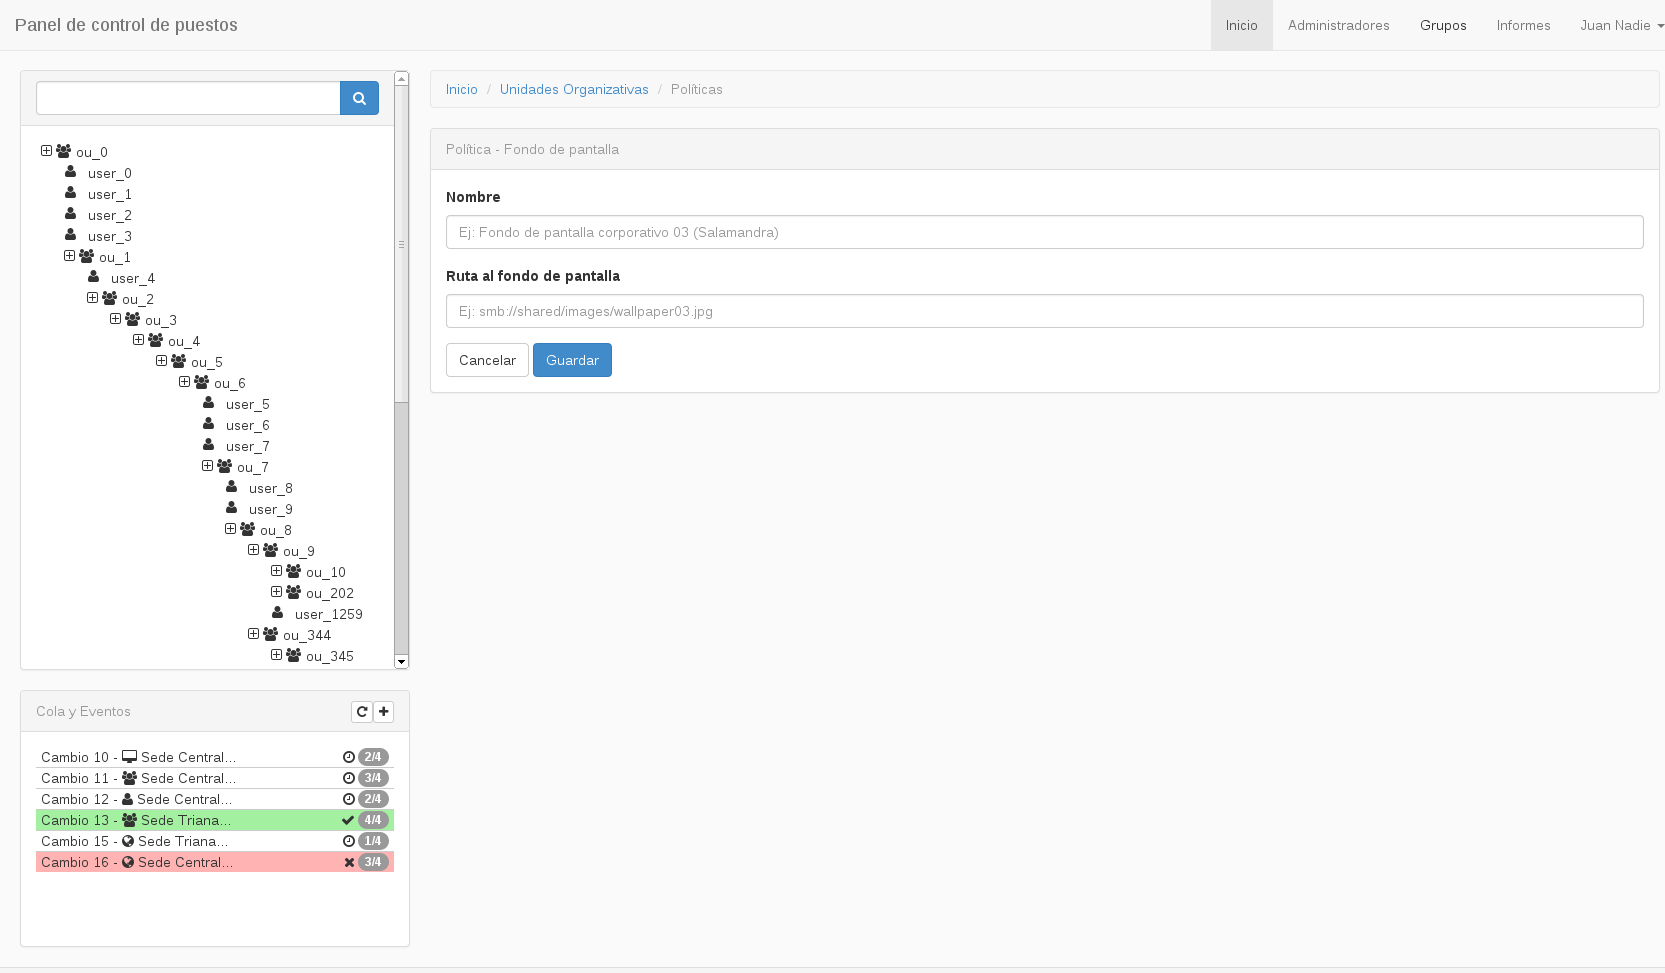 Panel de control de puestos
Inicio Administradores Grupos Informes Juan Nadie
Inicio / Unidades Organizativas / Políticas
ou_0
user_0
user_1
user_2
user_3
ou_1
user_4
ou_2
ou_3
ou_4
ou_5
ou_6
user_5
user_6
user_7
ou_7
user_8
user_9
ou_8
ou_9
ou_10
ou_202
user_1259
ou_344
ou_345
Política - Fondo de pantalla
Nombre
Ej: Fondo de pantalla corporativo 03 (Salamandra)
Ruta al fondo de pantalla
Ej: smb://shared/images/wallpaper03.jpg
Cancelar Guardar
Cola y Eventos
Cambio 10 - Sede Central... 2/4
Cambio 11 - Sede Central... 3/4
Cambio 12 - Sede Central... 2/4
Cambio 13 - Sede Triana... 4/4
Cambio 15 - Sede Triana... 1/4
Cambio 16 - Sede Central... 3/4